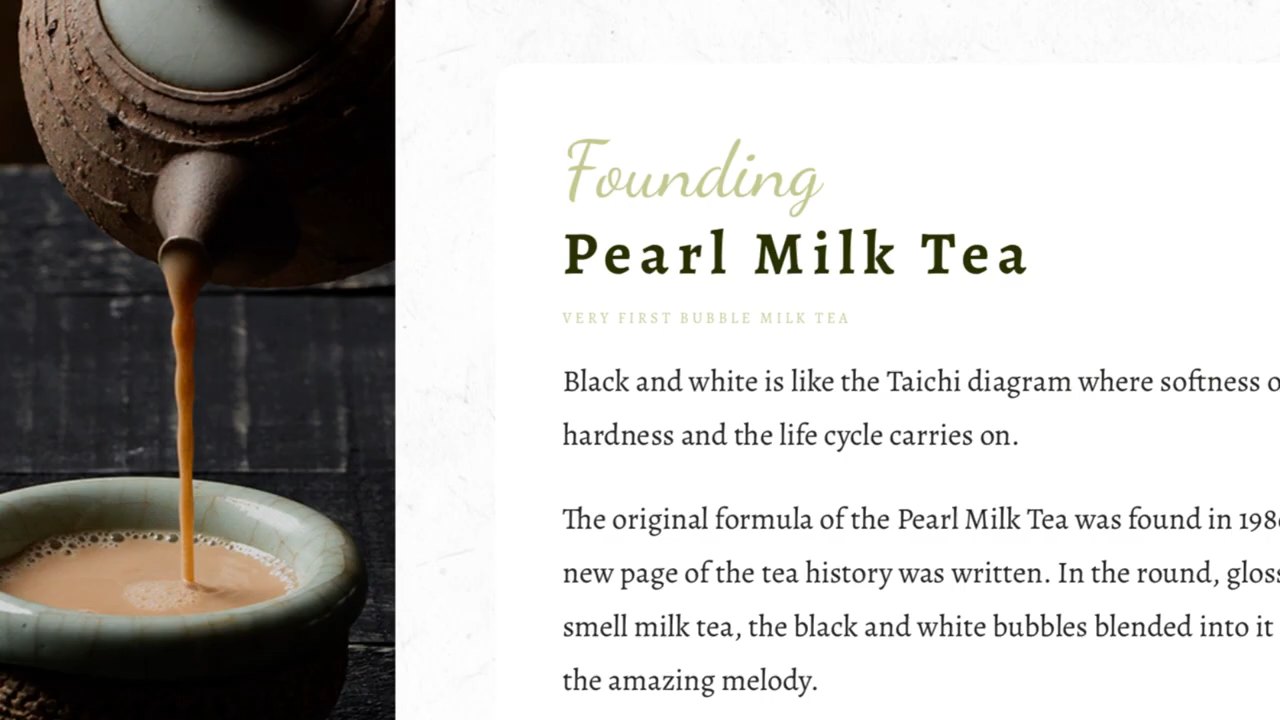 Founding
Pearl Milk Tea
VERY FIRST BUBBLE MILK TEA
Black and white is like the Taichi diagram where softness
hardness and the life cycle carries on.
The original formula of the Pearl Milk Tea was found in
new page of the tea history was written. In the round,
smell milk tea, the black and white bubbles blended into it
the amazing melody.